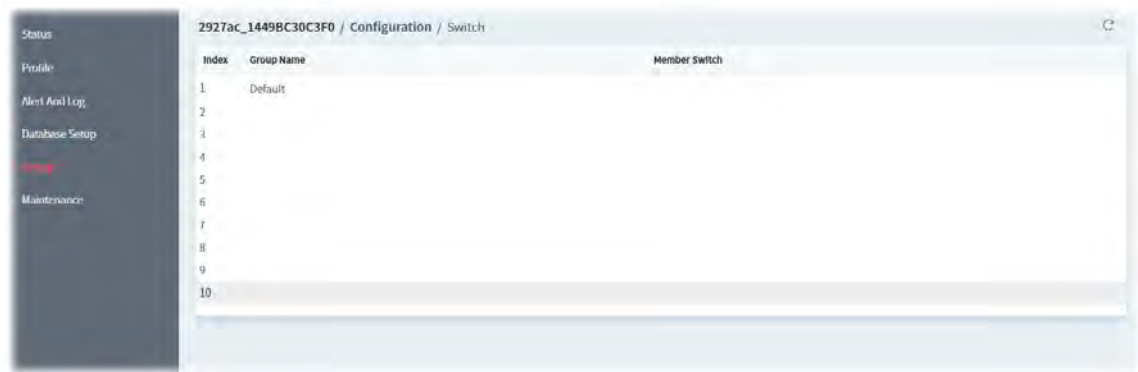 2927ac_1449BC30C3F0 / Configuration / Switch
Status
Profile
Alert And Log
Database Setup
Maintenance
Index Group Name Member Switch
1 Default
2
3
4
5
6
7
8
9
10